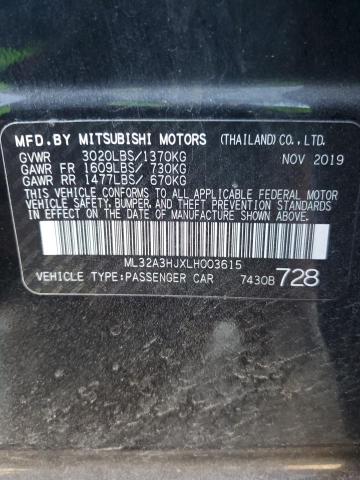 MFD.BY MITSUBISHI MOTORS (THAILAND) CO., LTD.
GVWR 3020LBS/1370KG NOV 2019
GAWR FR 1609LBS/ 730KG
GAWR RR 1477LBS/ 670KG
THIS VEHICLE CONFORMS TO ALL APPLICABLE FEDERAL MOTOR
VEHICLE SAFETY, BUMPER, AND THEFT PREVENTION STANDARDS
IN EFFECT ON THE DATE OF MANUFACTURE SHOWN ABOVE.
ML32A3HJXLH003615
VEHICLE TYPE:PASSENGER CAR 7430B 728